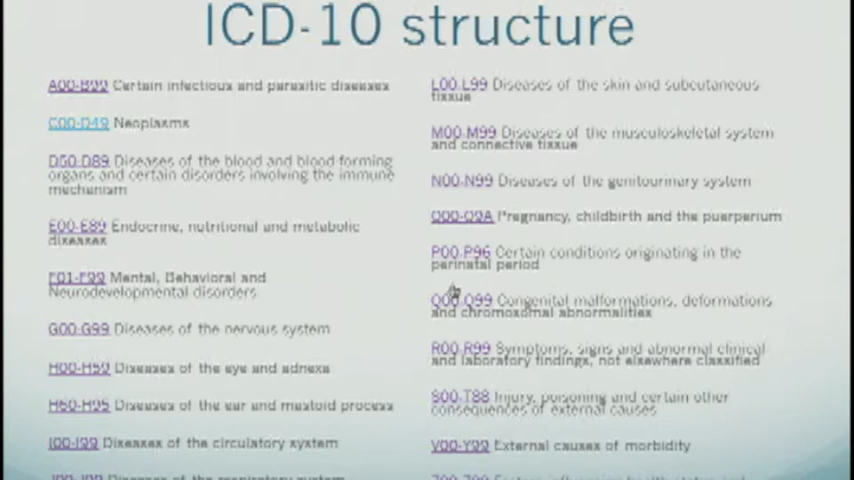 ICD-10 structure
A00-B99 Certain infectious and parasitic diseases
C00-D49 Neoplasms
D50-D89 Diseases of the blood and blood-forming
organs and certain disorders involving the immune
mechanism
E00-E89 Endocrine, nutritional and metabolic
diseases
F01-F99 Mental, Behavioral and
Neurodevelopmental disorders
G00-G99 Diseases of the nervous system
H00-H59 Diseases of the eye and adnexa
H60-H95 Diseases of the ear and mastoid process
I00-I99 Diseases of the circulatory system
J00-J99 Diseases of the respiratory system
L00-L99 Diseases of the skin and subcutaneous
tissue
M00-M99 Diseases of the musculoskeletal system
and connective tissue
N00-N99 Diseases of the genitourinary system
O00-O9A Pregnancy, childbirth and the puerperium
P00-P96 Certain conditions originating in the
perinatal period
Q00-Q99 Congenital malformations, deformations
and chromosomal abnormalities
R00-R99 Symptoms, signs and abnormal clinical
and laboratory findings, not elsewhere classified
S00-T88 Injury, poisoning and certain other
consequences of external causes
V00-Y99 External causes of morbidity
Z00-Z99 Factors influencing health status and